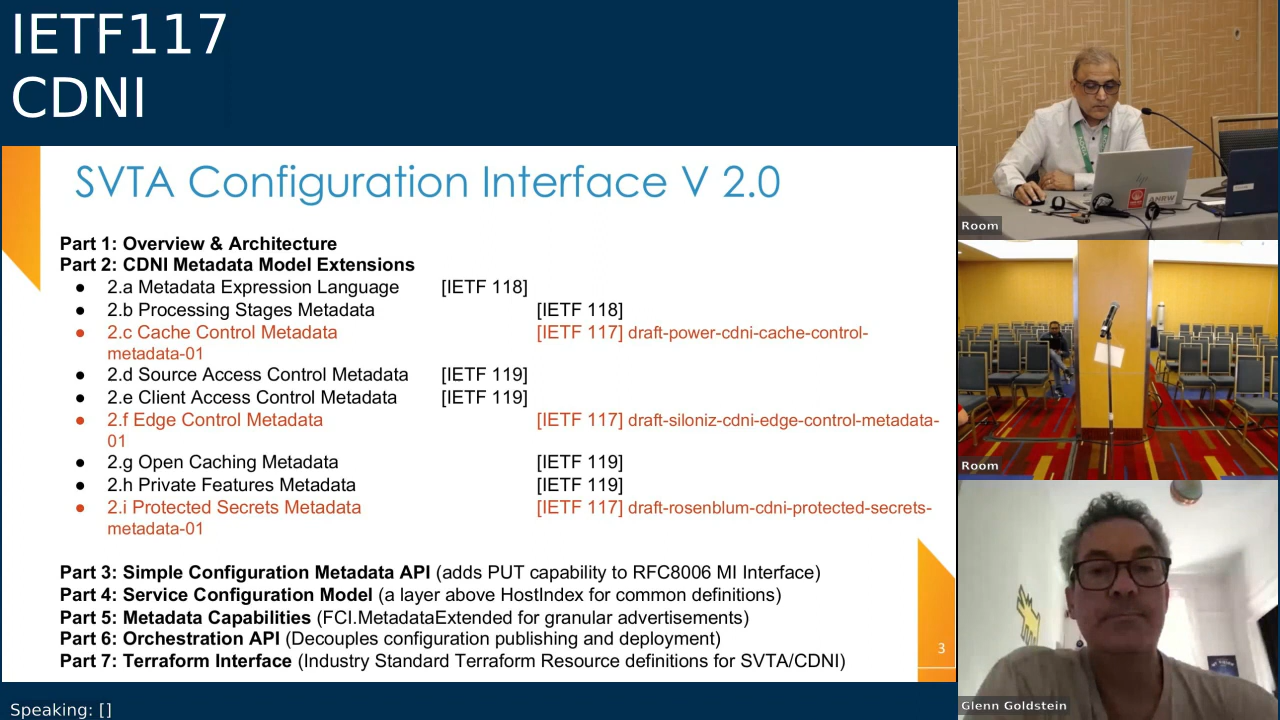 IETF117
CDNI
SVTA Configuration Interface V 2.0
Part 1: Overview & Architecture
Part 2: CDNI Metadata Model Extensions
● 2.a Metadata Expression Language [IETF 118]
● 2.b Processing Stages Metadata [IETF 118]
● 2.c Cache Control Metadata [IETF 117] draft-power-cdni-cache-control-
metadata-01
● 2.d Source Access Control Metadata [IETF 119]
● 2.e Client Access Control Metadata [IETF 119]
● 2.f Edge Control Metadata [IETF 117] draft-siloniz-cdni-edge-control-metadata-
01
● 2.g Open Caching Metadata [IETF 119]
● 2.h Private Features Metadata [IETF 119]
● 2.i Protected Secrets Metadata [IETF 117] draft-rosenblum-cdni-protected-secrets-
metadata-01
Part 3: Simple Configuration Metadata API (adds PUT capability to RFC8006 MI Interface)
Part 4: Service Configuration Model (a layer above HostIndex for common definitions)
Part 5: Metadata Capabilities (FCI.MetadataExtended for granular advertisements)
Part 6: Orchestration API (Decouples configuration publishing and deployment)
Part 7: Terraform Interface (Industry Standard Terraform Resource definitions for SVTA/CDNI)
3
Speaking: []
Room
hp
ANRW
Room
Glenn Goldstein